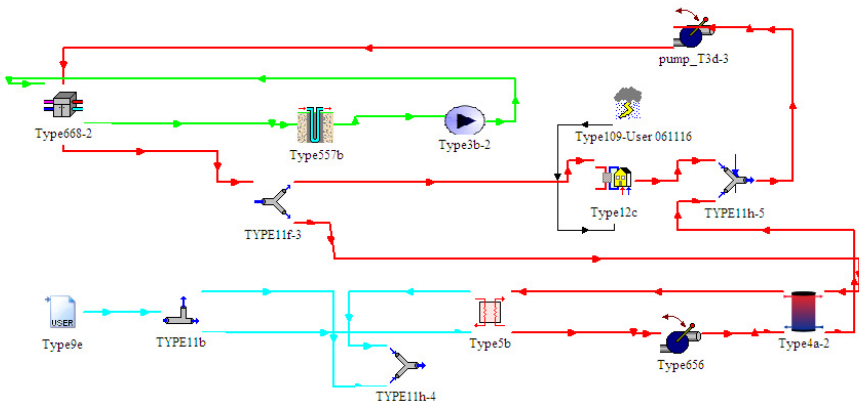 pump_T3d-3
Type668-2
Type557b
Type3b-2
Type109-User 061116
TYPE11f-3
Type12c
TYPE11h-5
USER
Type9e
TYPE11b
TYPE11h-4
Type5b
Type656
Type4a-2